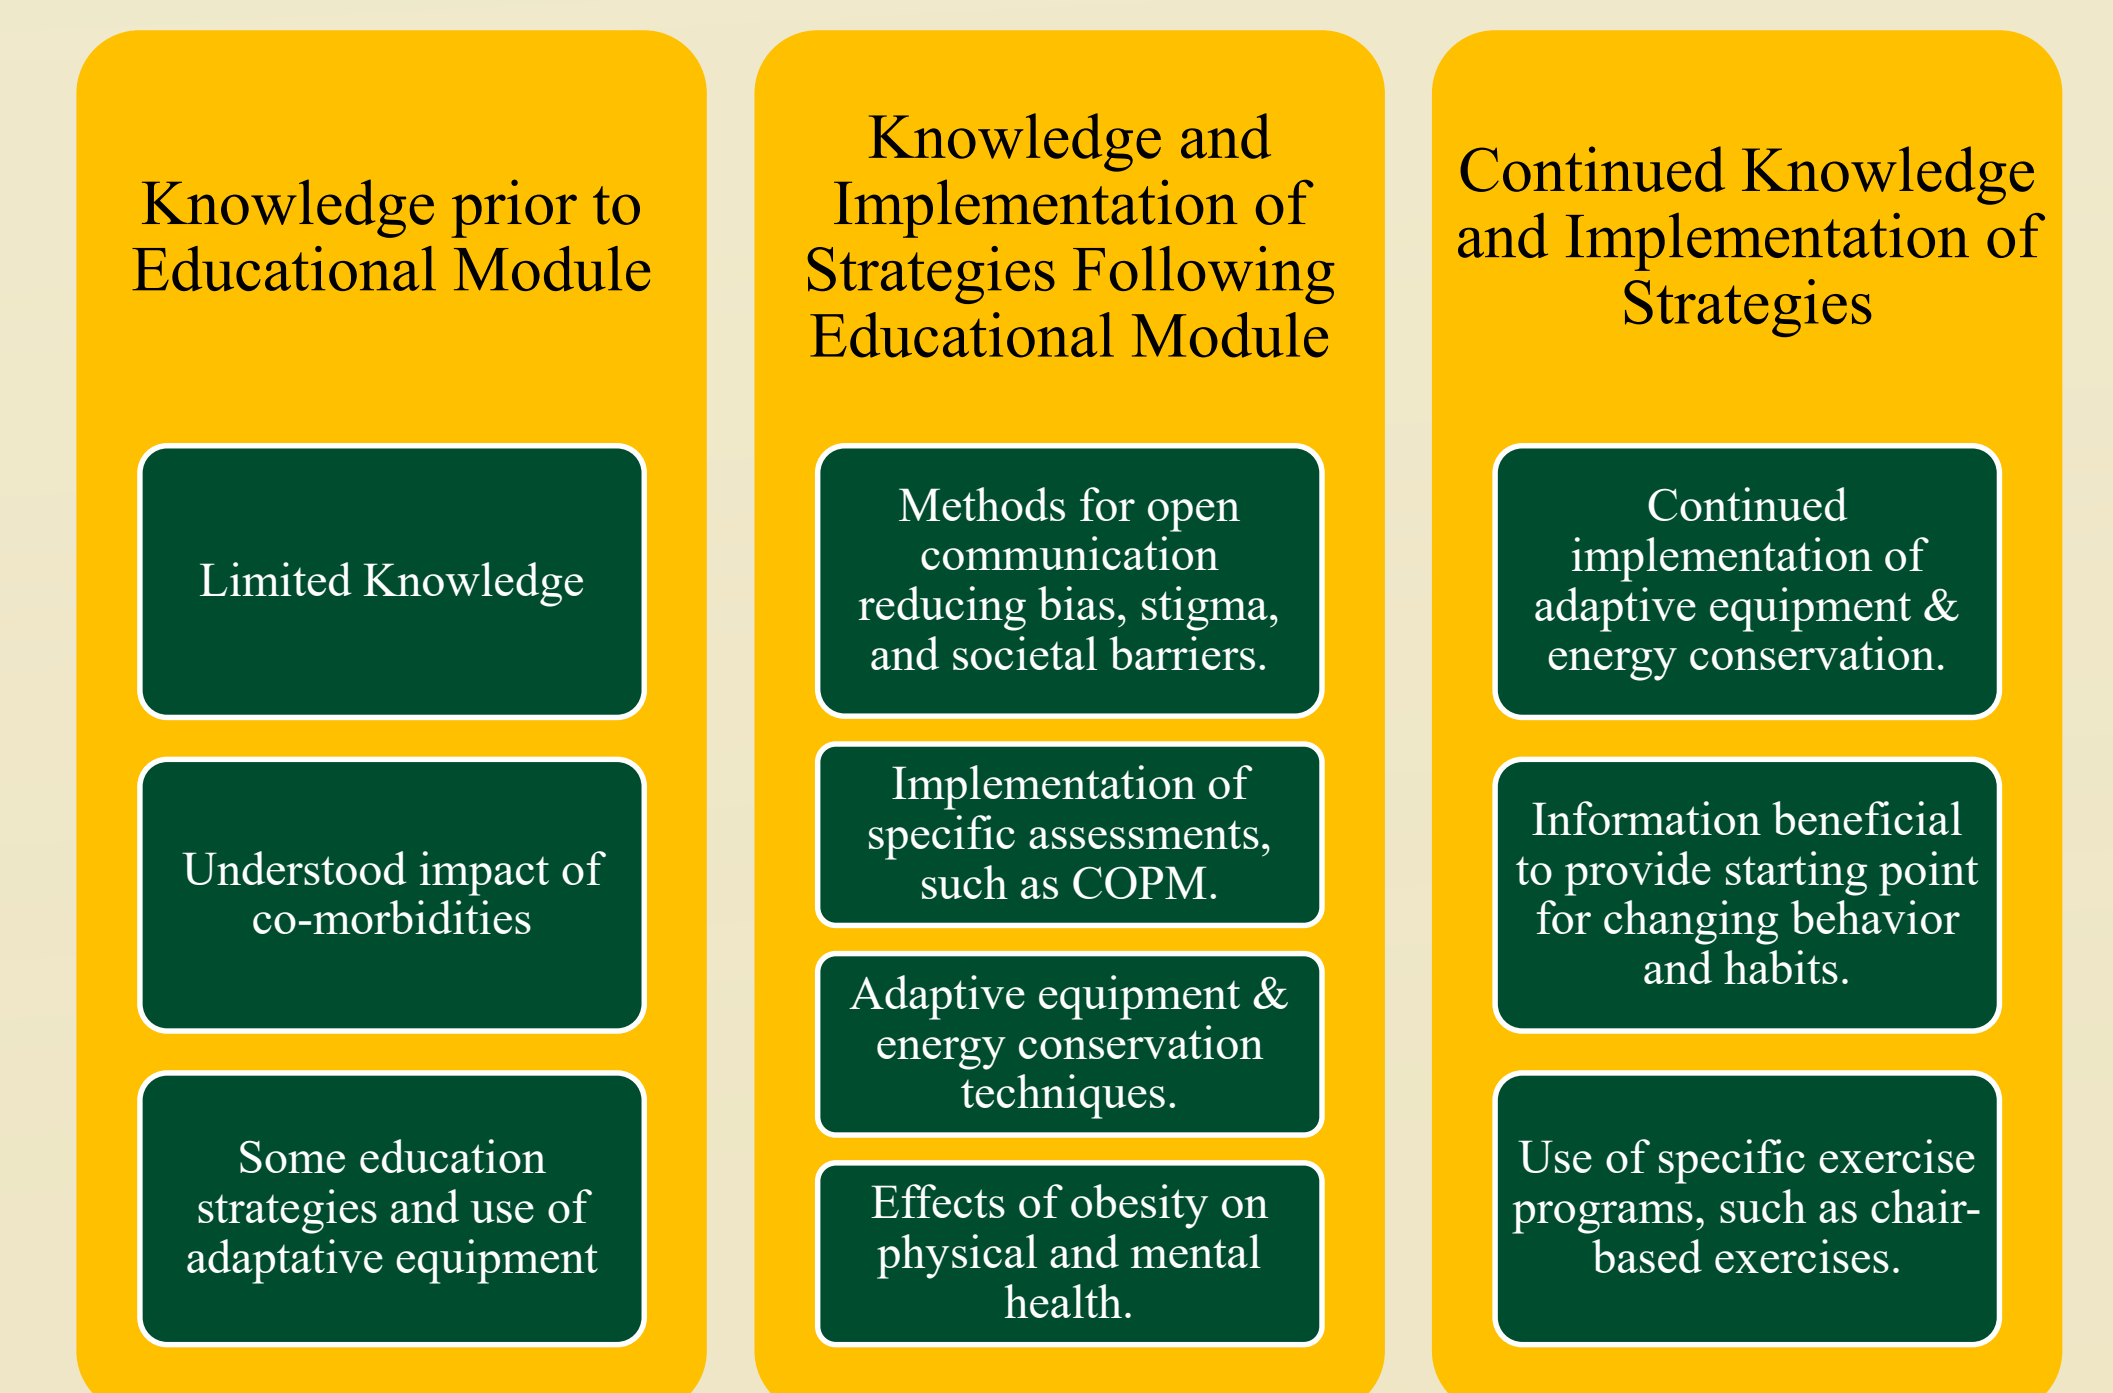 Knowledge prior to
Educational Module
Limited Knowledge
Understood impact of
co-morbidities
Some education
strategies and use of
adaptative equipment
Knowledge and
Implementation of
Strategies Following
Educational Module
Methods for open
communication
reducing bias, stigma,
and societal barriers.
Implementation of
specific assessments,
such as COPM.
Adaptive equipment &
energy conservation
techniques.
Effects of obesity on
physical and mental
health.
Continued Knowledge
and Implementation of
Strategies
Continued
implementation of
adaptive equipment &
energy conservation.
Information beneficial
to provide starting point
for changing behavior
and habits.
Use of specific exercise
programs, such as chair-
based exercises.